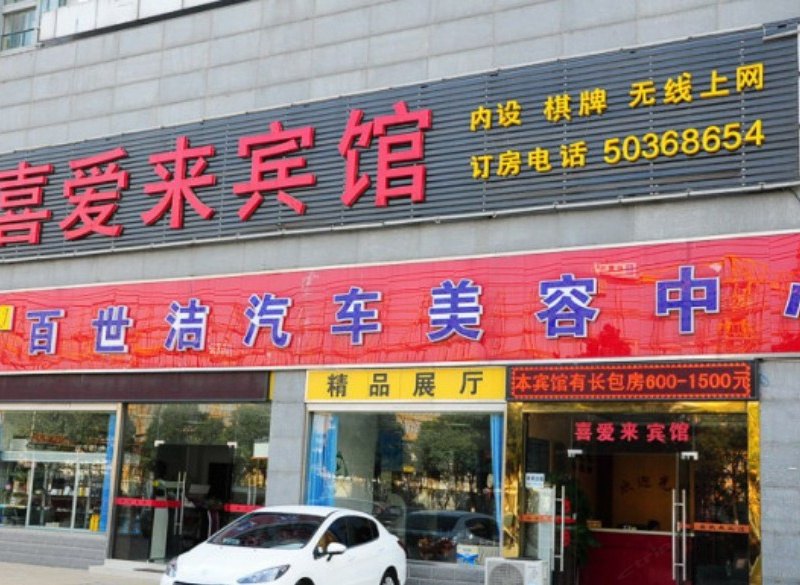 喜爱来宾馆
内设 棋牌 无线上网
订房电话 50368654
百世洁汽车美容中心
精品展厅
本宾馆有长包房600-1500元
喜爱来宾馆